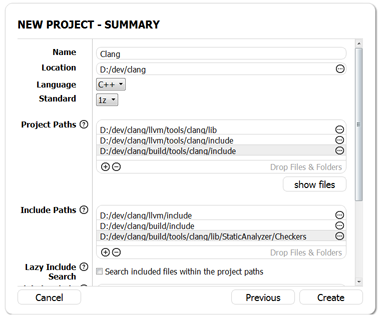 NEW PROJECT - SUMMARY
Name Clang
Location D:/dev/clang
Language C++
Standard 1z
Project Paths ? D:/dev/clang/llvm/tools/clang/lib
D:/dev/clang/llvm/tools/clang/include
D:/dev/clang/build/tools/clang/include
Drop Files & Folders
show files
Include Paths ? D:/dev/clang/llvm/include
D:/dev/clang/build/include
D:/dev/clang/build/tools/clang/lib/StaticAnalyzer/Checkers
Drop Files & Folders
Lazy Include ? Search included files within the project paths
Search
Cancel Previous Create